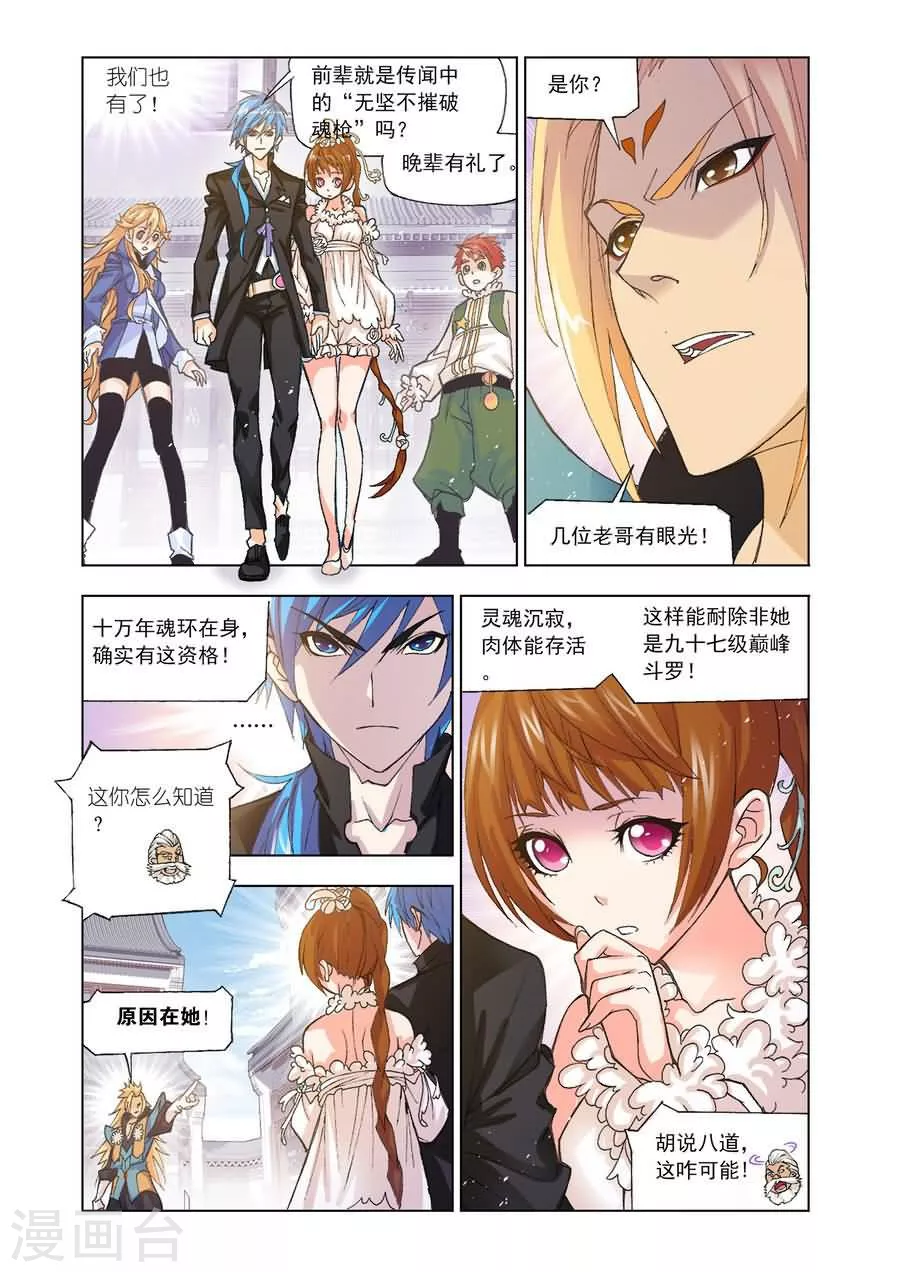 我们也
有了！
前辈就是传闻中
的“无坚不摧破
魂枪”吗？
晚辈有礼了。
是你？
几位老哥有眼光！
十万年魂环在身，
确实有这资格！
……
这你怎么知道
？
灵魂沉寂，
肉体能存活
。
这样能耐除非她
是九十七级巅峰
斗罗！
原因在她！
胡说八道，
这咋可能！
漫画台